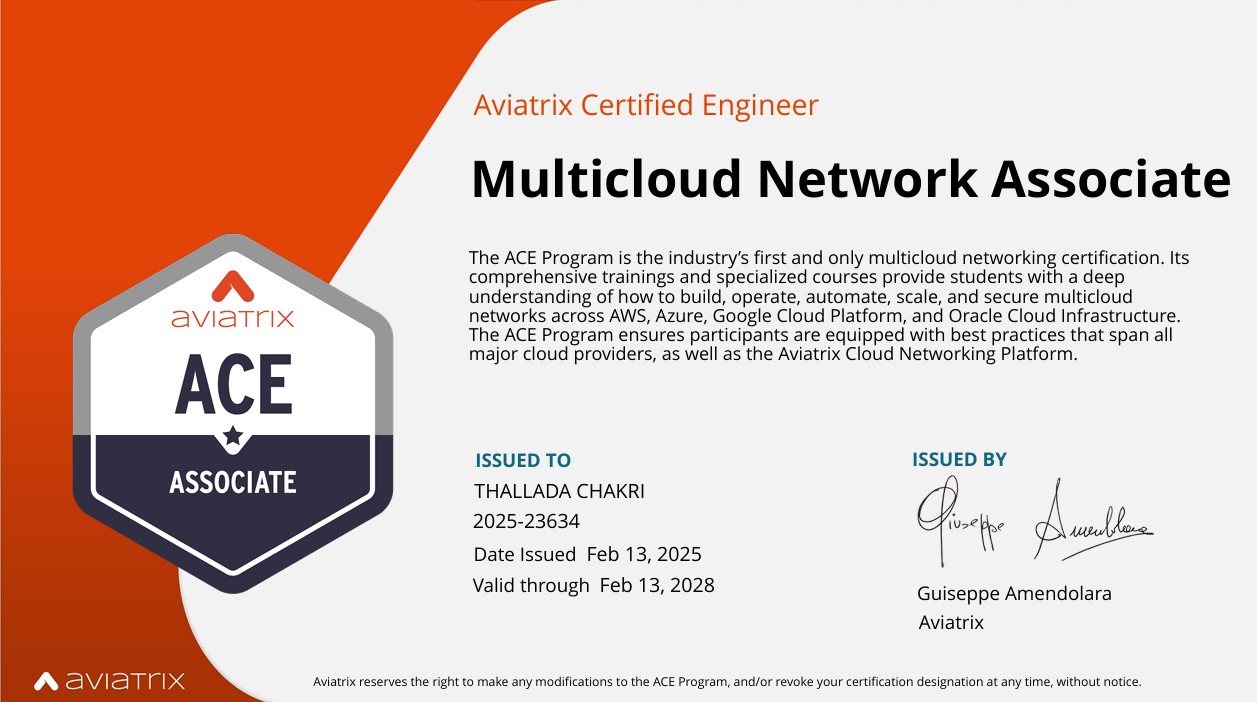 Aviatrix Certified Engineer
Multicloud Network Associate
The ACE Program is the industry’s first and only multicloud networking certification. Its
comprehensive trainings and specialized courses provide students with a deep
understanding of how to build, operate, automate, scale, and secure multicloud
networks across AWS, Azure, Google Cloud Platform, and Oracle Cloud Infrastructure.
The ACE Program ensures participants are equipped with best practices that span all
major cloud providers, as well as the Aviatrix Cloud Networking Platform.
aviatrix
ACE
ASSOCIATE
ISSUED TO
THALLADA CHAKRI
2025-23634
Date Issued Feb 13, 2025
Valid through Feb 13, 2028
ISSUED BY
Giuseppe Amendolara
Guiseppe Amendolara
Aviatrix
aviatrix
Aviatrix reserves the right to make any modifications to the ACE Program, and/or revoke your certification designation at any time, without notice.